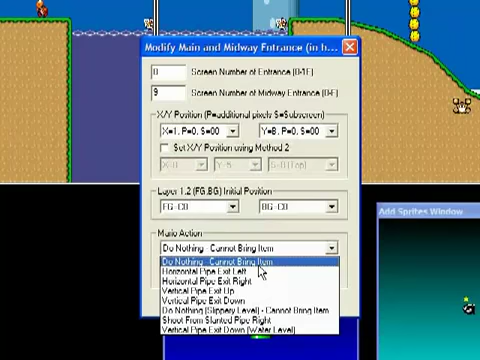 Modify Main and Midway Entrance (in h...
0 Screen Number of Entrance (0-1F)
9 Screen Number of Midway Entrance (0-F)
X/Y Position (P=additional pixels S=Subscreen)
X=1, P=0, S=00 Y=8, P=0, S=00
Set X/Y Position using Method 2
X=0 Y=5 S=0 (Top)
Layer 1,2 (FG,BG) Initial Position
FG=C0 BG=C0
Mario Action
Do Nothing - Cannot Bring Item
Do Nothing - Cannot Bring Item
Horizontal Pipe Exit Left
Horizontal Pipe Exit Right
Vertical Pipe Exit Up
Vertical Pipe Exit Down
Do Nothing (Slippery Level) - Cannot Bring Item
Shoot From Slanted Pipe Right
Vertical Pipe Exit Down (Water Level)
Add Sprites Window